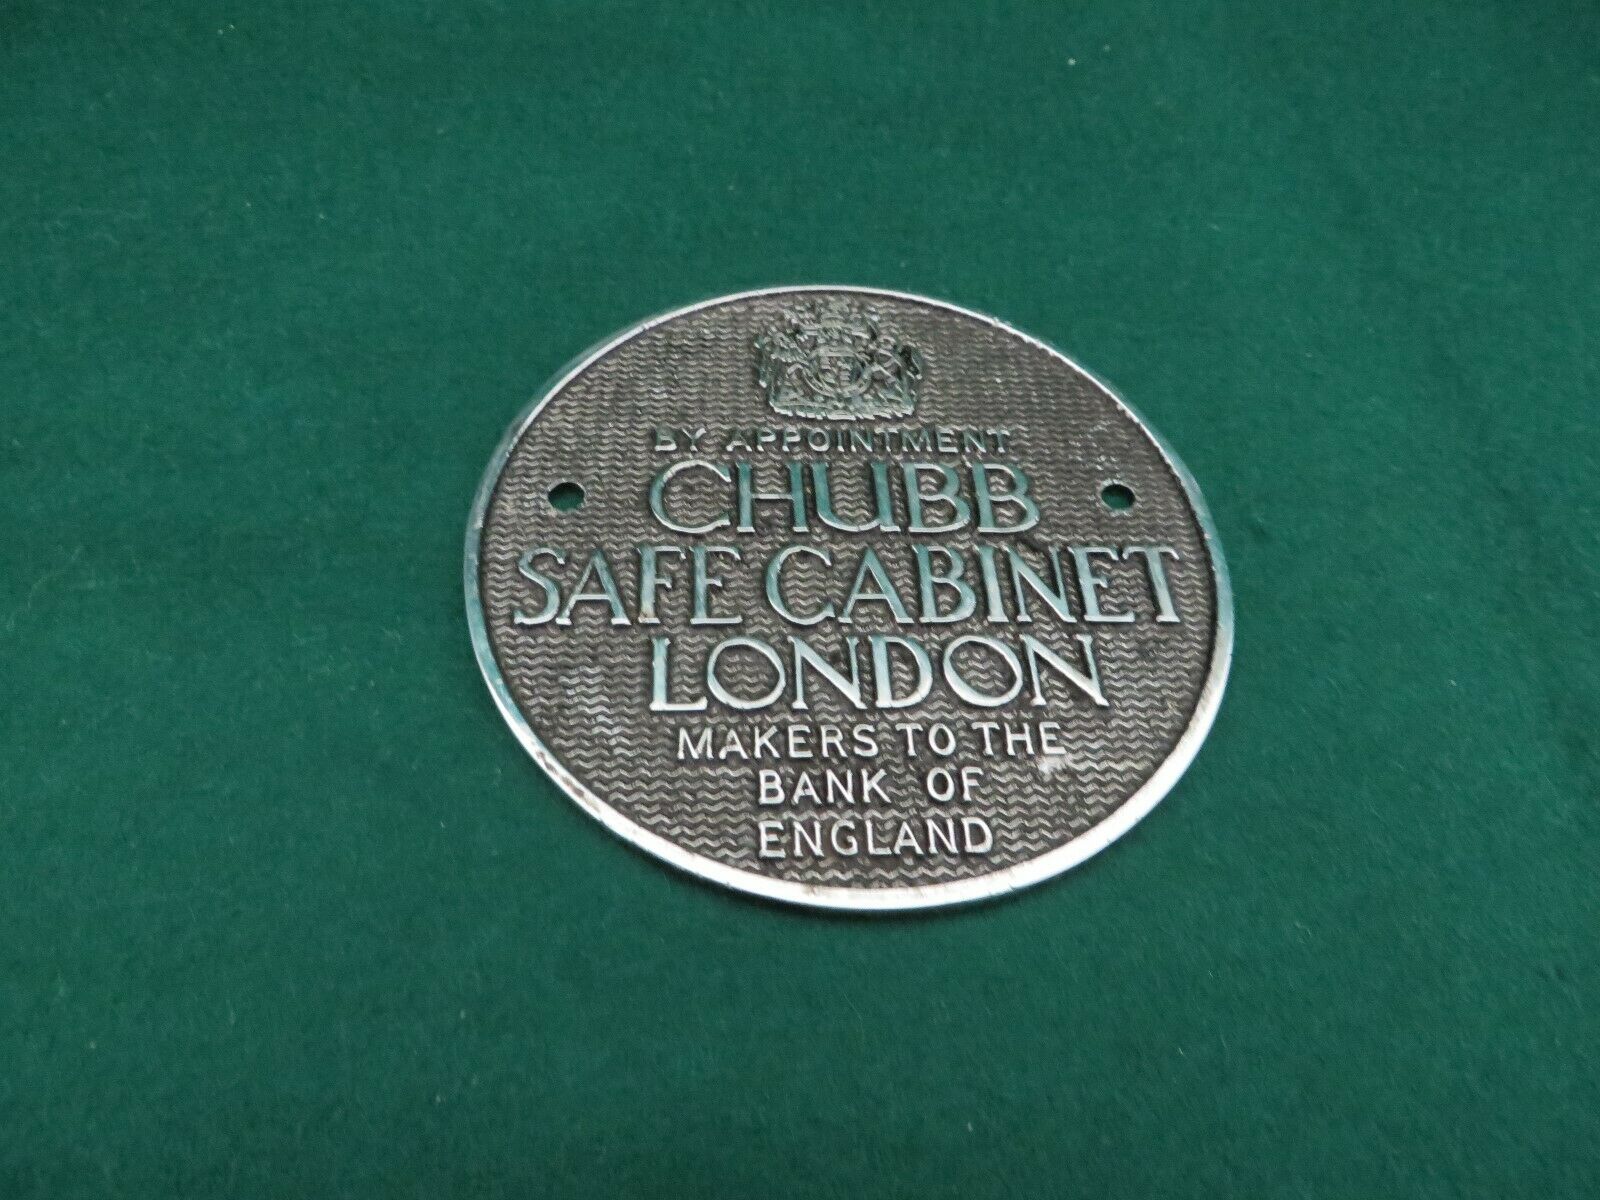 BY APPOINTMENT
CHUBB
SAFE CABINET
LONDON
MAKERS TO THE
BANK OF
ENGLAND